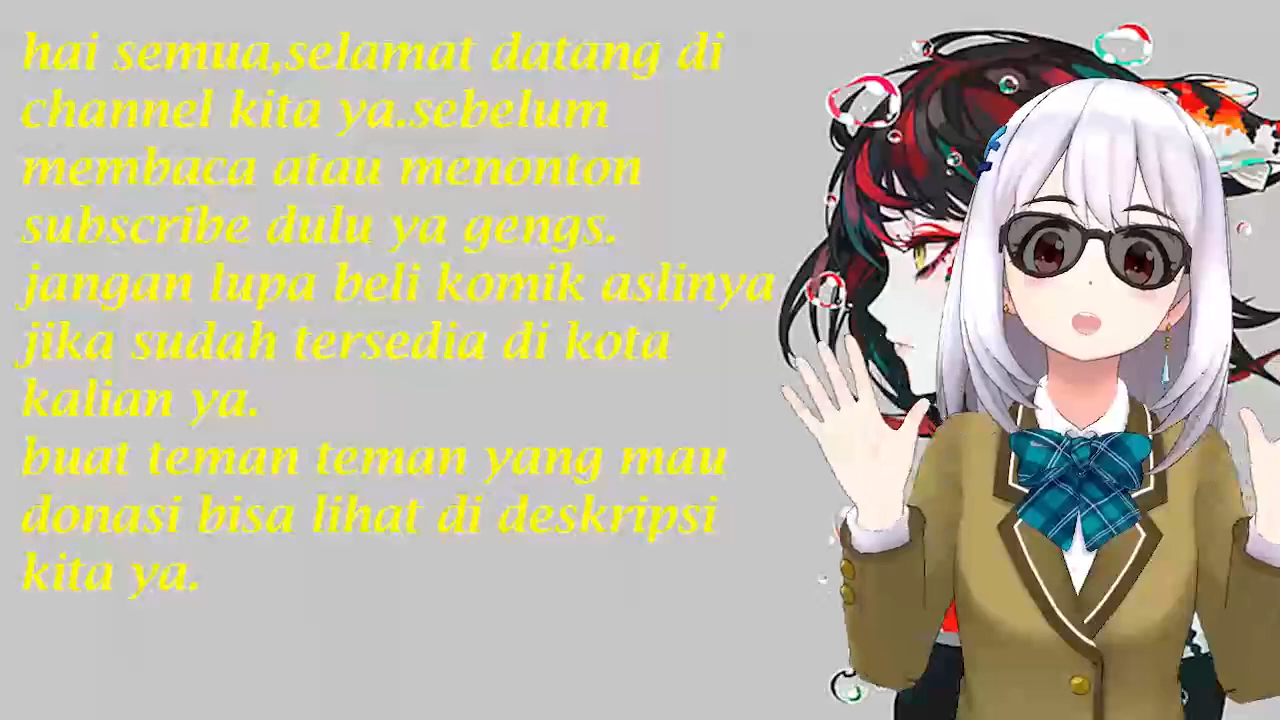 hai semua,selamat datang di
channel kita ya.sebelum
membaca atau menonton
subscribe dulu ya gengs.
jangan lupa beli komik aslinya
jika sudah tersedia di kota
kalian ya.
buat teman teman yang mau
donasi bisa lihat di deskripsi
kita ya.